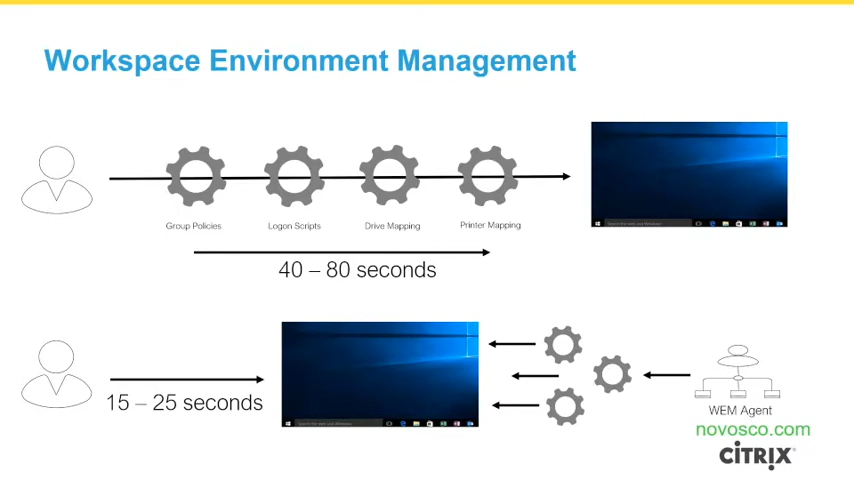 Workspace Environment Management
Group Policies
Logon Scripts
Drive Mapping
Printer Mapping
40 – 80 seconds
15 – 25 seconds
WEM Agent
novosco.com
CITRIX